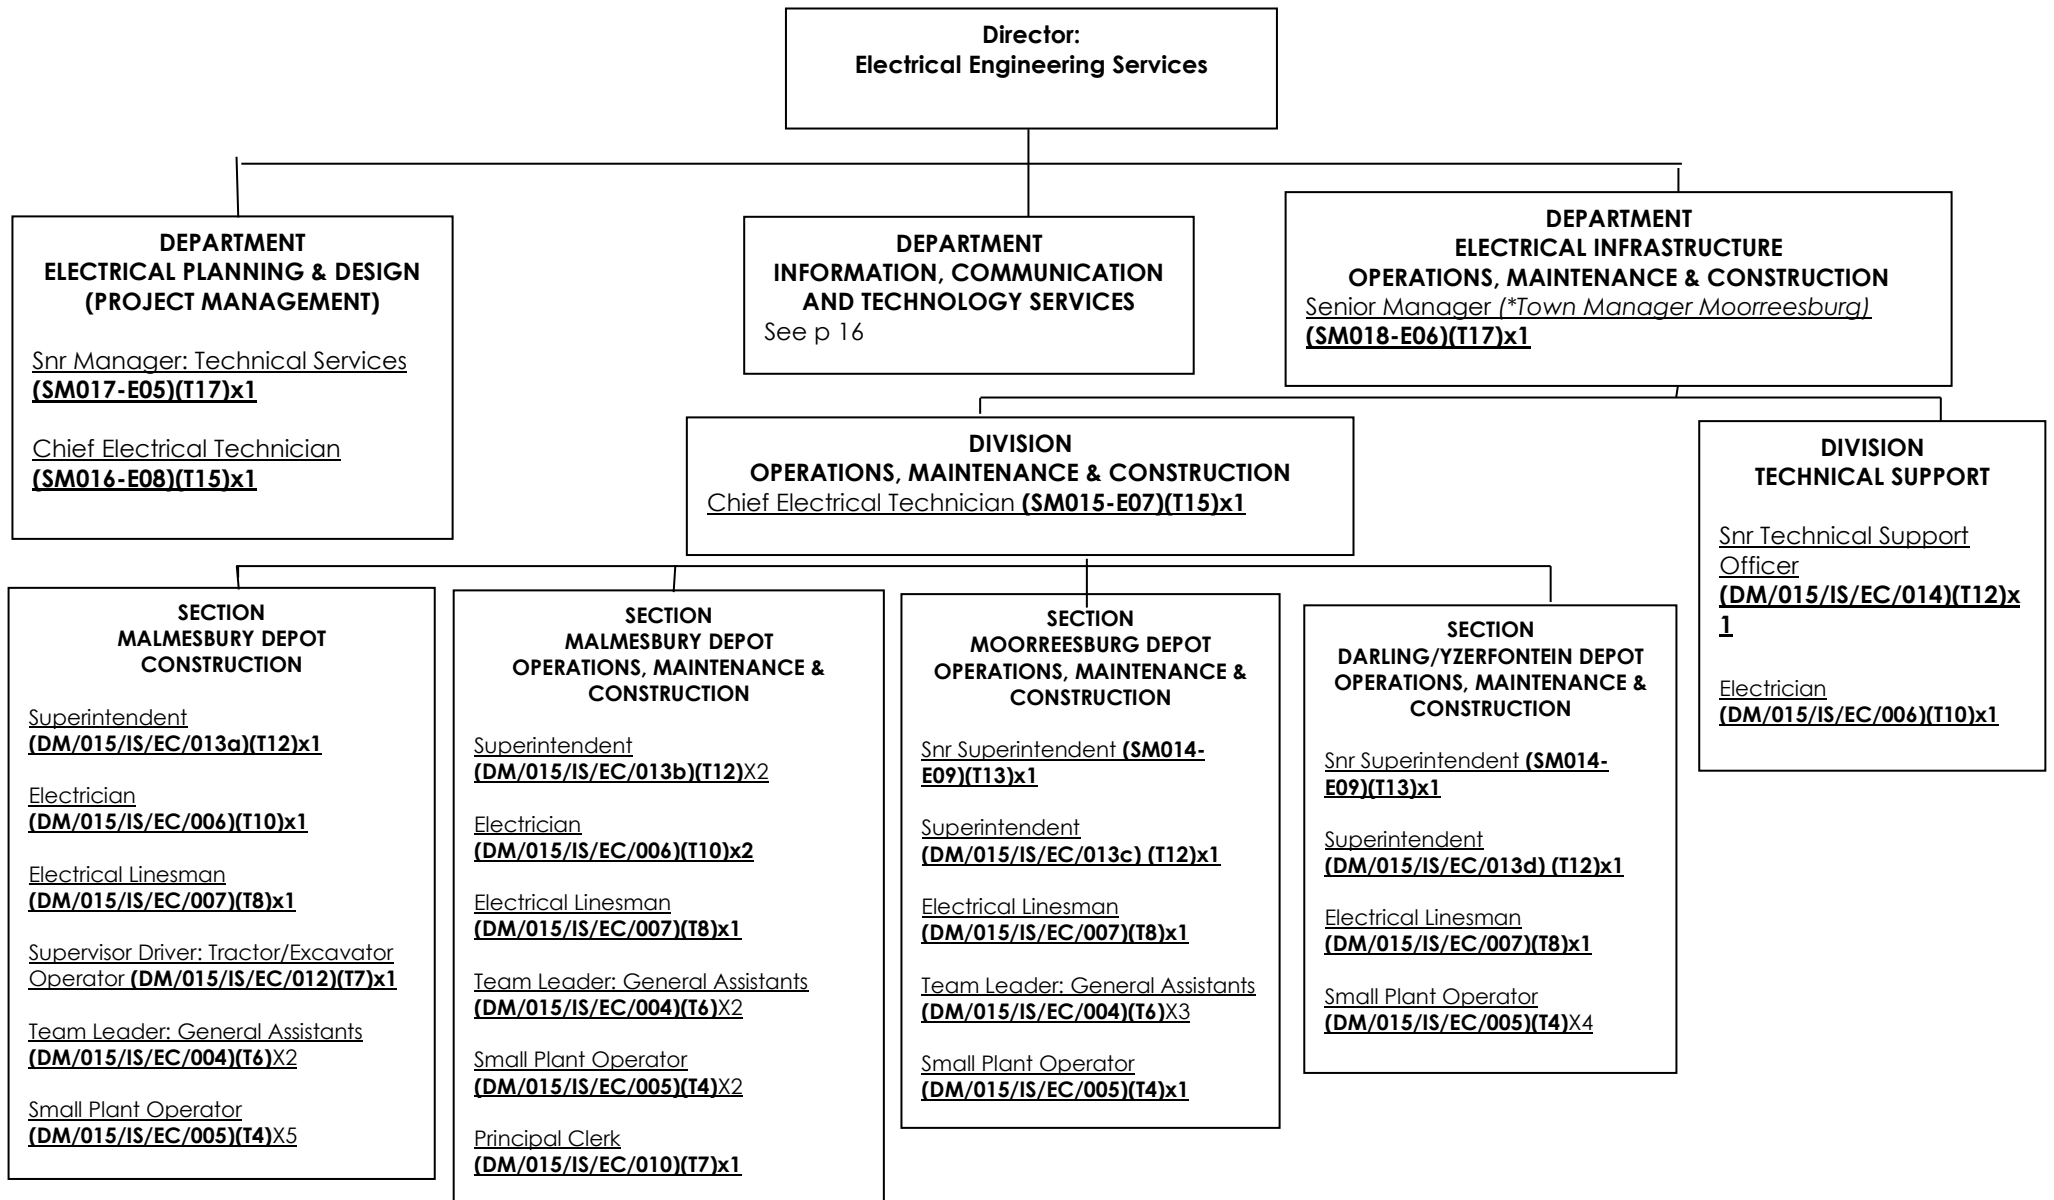 Director:
Electrical Engineering Services
DEPARTMENT
ELECTRICAL PLANNING & DESIGN
(PROJECT MANAGEMENT)
Snr Manager: Technical Services
(SM017-E05)(T17)x1
Chief Electrical Technician
(SM016-E08)(T15)x1
DEPARTMENT
INFORMATION, COMMUNICATION
AND TECHNOLOGY SERVICES
See p 16
DEPARTMENT
ELECTRICAL INFRASTRUCTURE
OPERATIONS, MAINTENANCE & CONSTRUCTION
Senior Manager (*Town Manager Moorreesburg)
(SM018-E06)(T17)x1
DIVISION
OPERATIONS, MAINTENANCE & CONSTRUCTION
Chief Electrical Technician (SM015-E07)(T15)x1
DIVISION
TECHNICAL SUPPORT
Snr Technical Support
Officer
(DM/015/IS/EC/014)(T12)x
1
Electrician
(DM/015/IS/EC/006)(T10)x1
SECTION
MALMESBURY DEPOT
CONSTRUCTION
Superintendent
(DM/015/IS/EC/013a)(T12)x1
Electrician
(DM/015/IS/EC/006)(T10)x1
Electrical Linesman
(DM/015/IS/EC/007)(T8)x1
Supervisor Driver: Tractor/Excavator
Operator (DM/015/IS/EC/012)(T7)x1
Team Leader: General Assistants
(DM/015/IS/EC/004)(T6)X2
Small Plant Operator
(DM/015/IS/EC/005)(T4)X5
SECTION
MALMESBURY DEPOT
OPERATIONS, MAINTENANCE &
CONSTRUCTION
Superintendent
(DM/015/IS/EC/013b)(T12)X2
Electrician
(DM/015/IS/EC/006)(T10)x2
Electrical Linesman
(DM/015/IS/EC/007)(T8)x1
Team Leader: General Assistants
(DM/015/IS/EC/004)(T6)X2
Small Plant Operator
(DM/015/IS/EC/005)(T4)X2
Principal Clerk
(DM/015/IS/EC/010)(T7)x1
SECTION
MOORREESBURG DEPOT
OPERATIONS, MAINTENANCE &
CONSTRUCTION
Snr Superintendent (SM014-
E09)(T13)x1
Superintendent
(DM/015/IS/EC/013c) (T12)x1
Electrical Linesman
(DM/015/IS/EC/007)(T8)x1
Team Leader: General Assistants
(DM/015/IS/EC/004)(T6)X3
Small Plant Operator
(DM/015/IS/EC/005)(T4)x1
SECTION
DARLING/YZERFONTEIN DEPOT
OPERATIONS, MAINTENANCE &
CONSTRUCTION
Snr Superintendent (SM014-
E09)(T13)x1
Superintendent
(DM/015/IS/EC/013d) (T12)x1
Electrical Linesman
(DM/015/IS/EC/007)(T8)x1
Small Plant Operator
(DM/015/IS/EC/005)(T4)X4